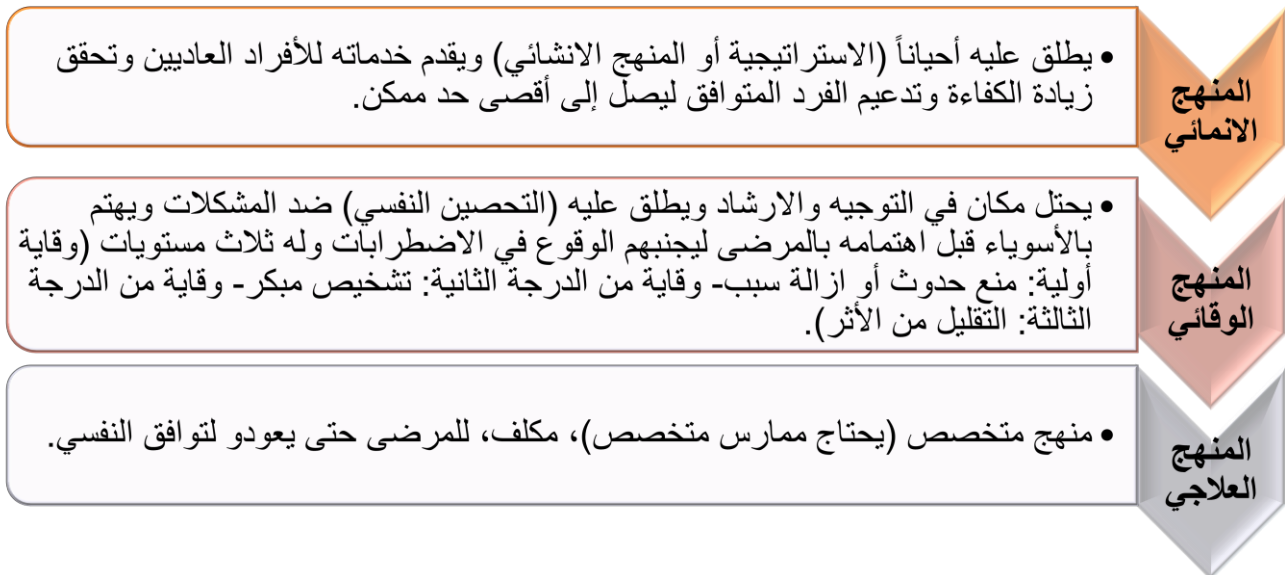 المنهج
الانمائي
• يطلق عليه أحياناً (الاستراتيجية أو المنهج الانشائي) ويقدم خدماته للأفراد العاديين وتحقق
زيادة الكفاءة وتدعيم الفرد المتوافق ليصل إلى أقصى حد ممكن.
المنهج
الوقائي
• يحتل مكان في التوجيه والارشاد ويطلق عليه (التحصين النفسي) ضد المشكلات ويهتم
بالأسوياء قبل اهتمامه بالمرضى ليجنبهم الوقوع في الاضطرابات وله ثلاث مستويات (وقاية
أولية: منع حدوث أو ازالة سبب- وقاية من الدرجة الثانية: تشخيص مبكر- وقاية من الدرجة
الثالثة: التقليل من الأثر).
المنهج
العلاجي
• منهج متخصص (يحتاج ممارس متخصص)، مكلف، للمرضى حتى يعودو لتوافق النفسي.